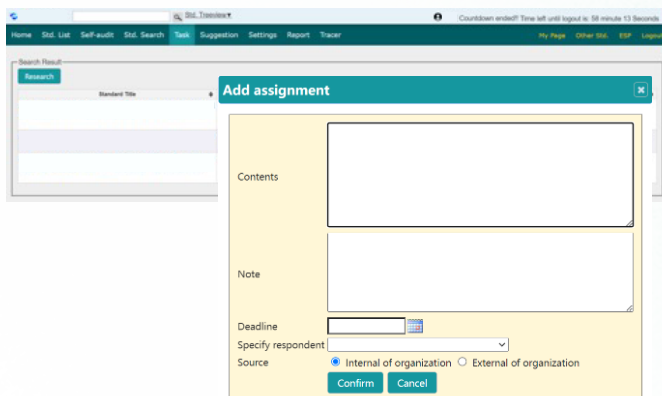 Std. Treeview▼
Countdown ended!! Time left until logout is: 58 minute 13 Seconds
Home Std. List Self-audit Std. Search Task Suggestion Settings Report Tracer My Page Other Std. ESP Logout
Search Result
Research
Standard Title
Add assignment
Contents
Note
Deadline
Specify respondent
Source Internal of organization External of organization
Confirm Cancel